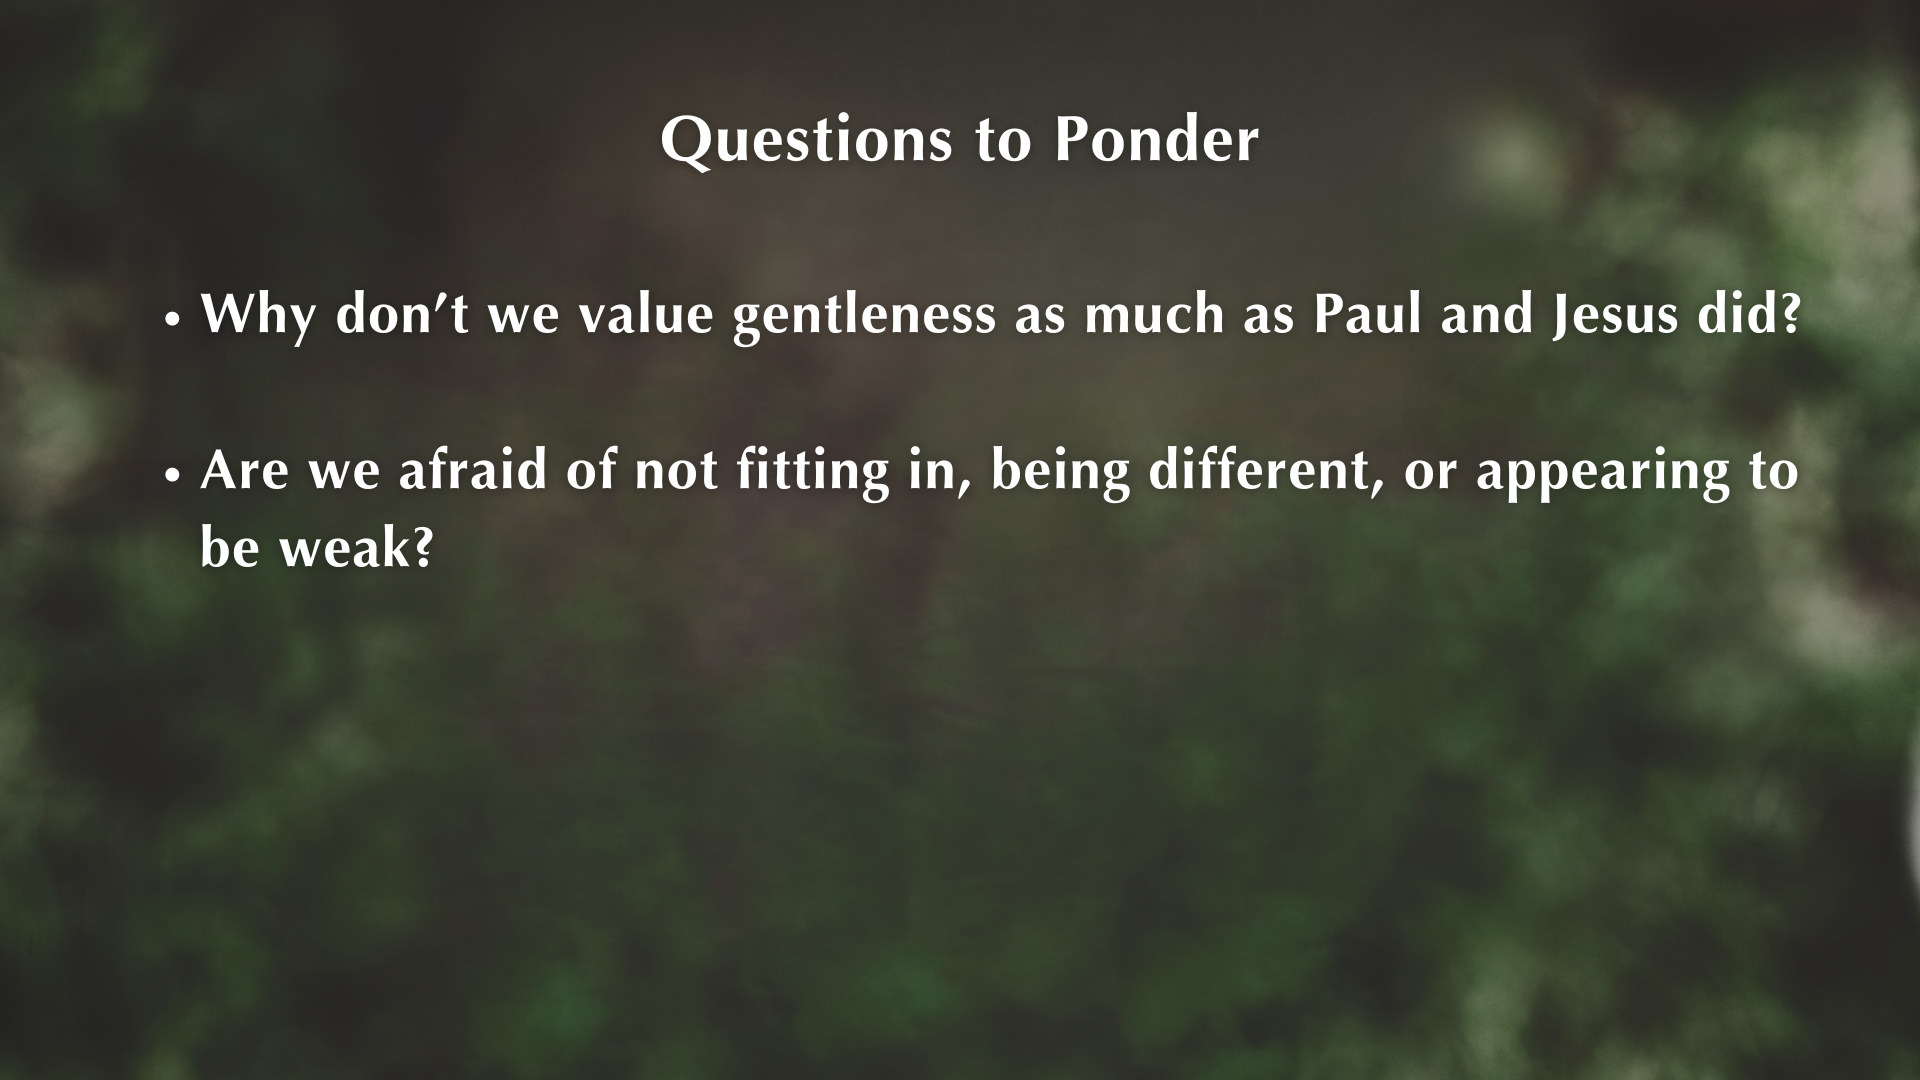 Questions to Ponder
• Why don’t we value gentleness as much as Paul and Jesus did?
• Are we afraid of not fitting in, being different, or appearing to
be weak?